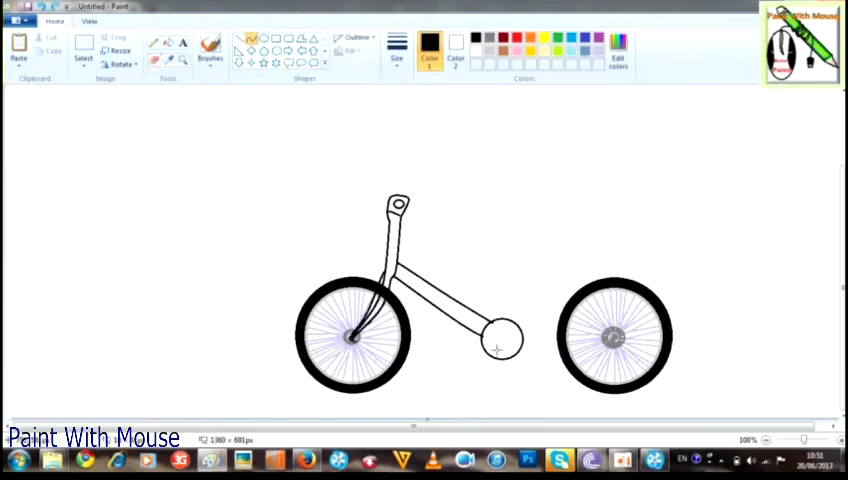 Untitled - Paint
Home
View
Paste
Cut
Copy
Clipboard
Select
Crop
Resize
Rotate
Image
A
Tools
Brushes
Outline
Fill
Shapes
Size
Color
1
Color
2
Colors
Edit
colors
Paint With Mouse
1360 × 691px
100%
Paint With Mouse
EN
10:51
20/06/2017